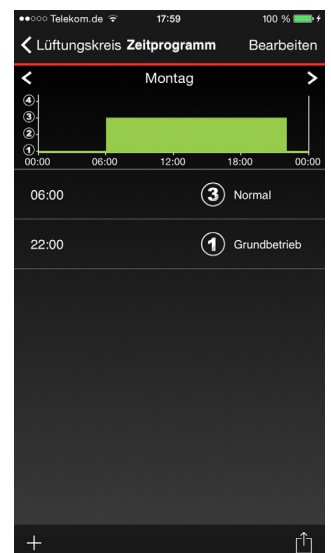 Telekom.de 17:59 100 %
Lüftungskreis Zeitprogramm Bearbeiten
Montag
4
3
2
1
00:00 06:00 12:00 18:00 00:00
06:00 3 Normal
22:00 1 Grundbetrieb